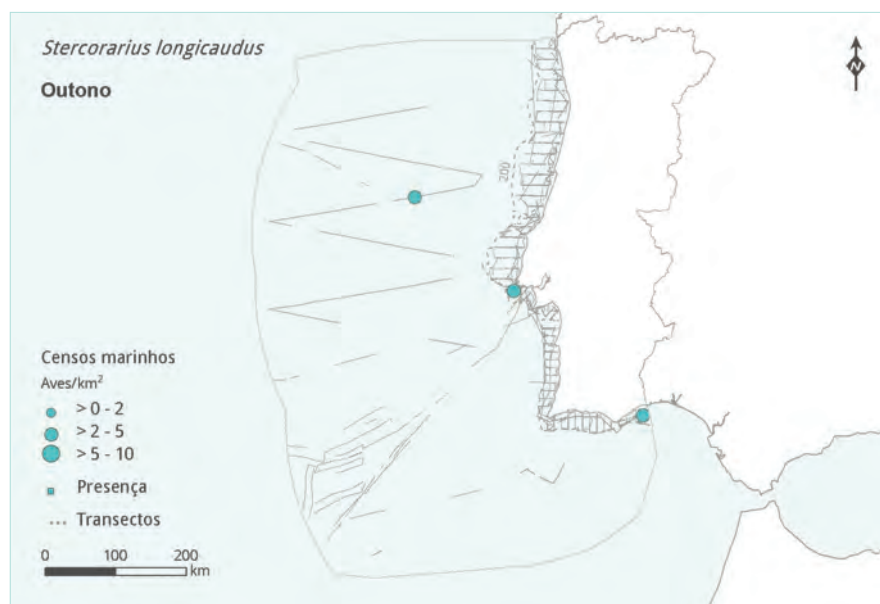 Stercorarius longicaudus
Outono
N
200
Censos marinhos
Aves/km²
> 0 - 2
> 2 - 5
> 5 - 10
Presença
Transectos
0 100 200
km